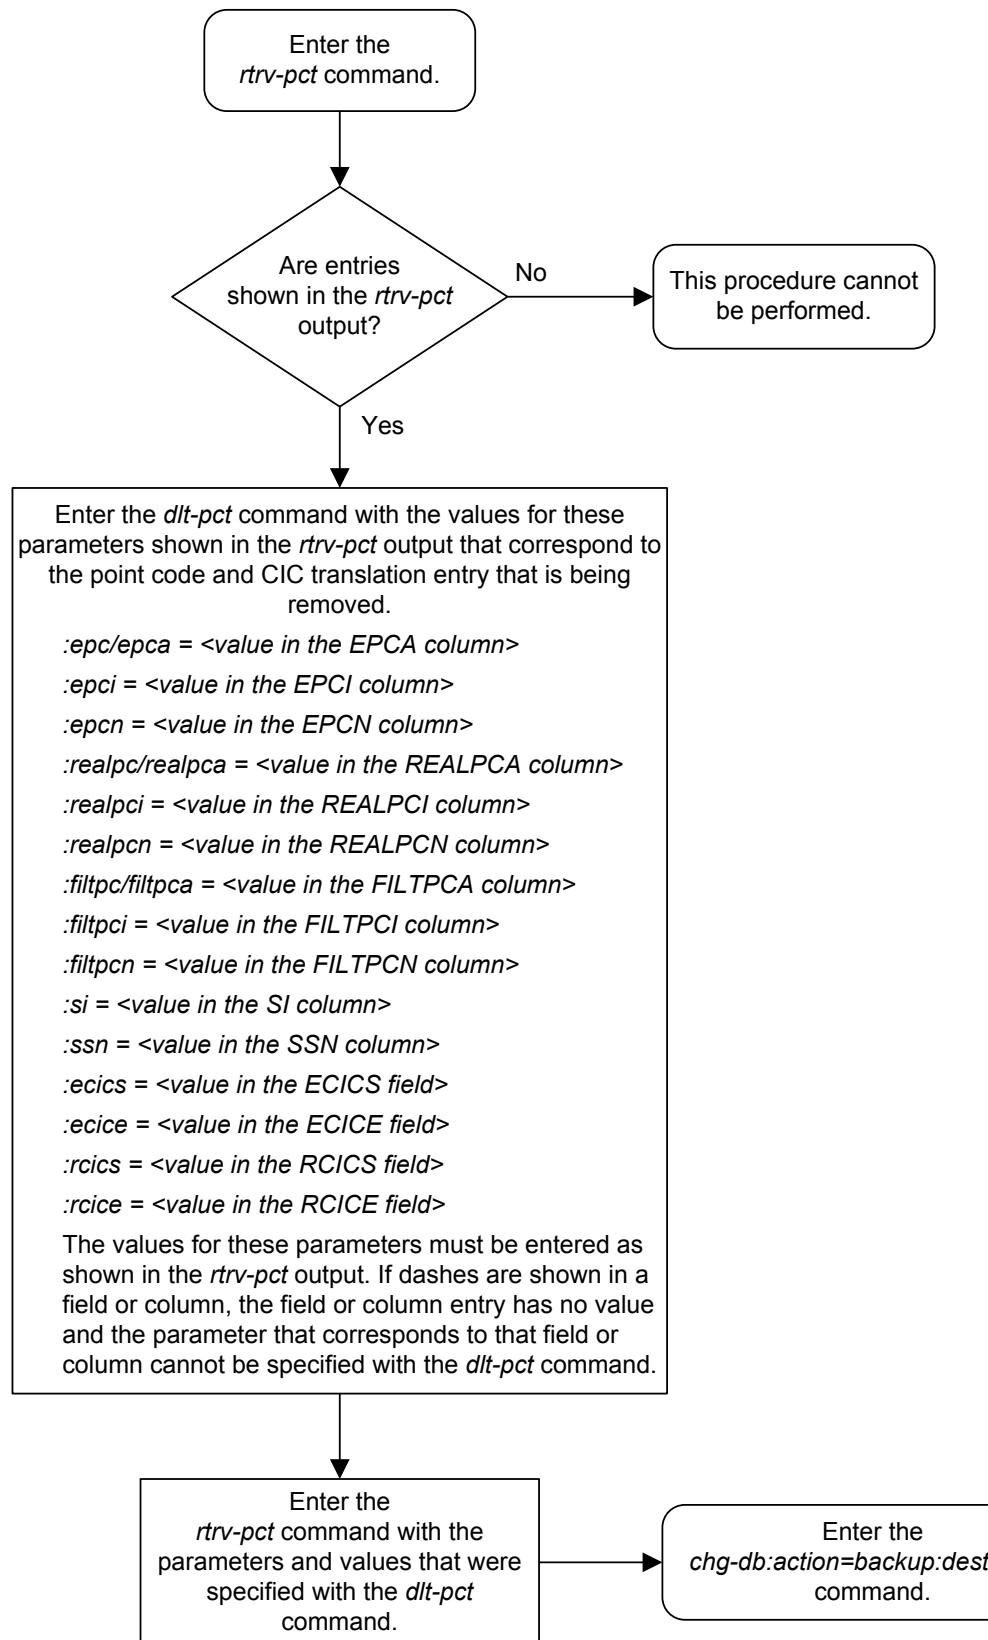 Enter the
rtrv-pct command.
Are entries
shown in the rtrv-pct
output?
No
This procedure cannot
be performed.
Yes
Enter the dlt-pct command with the values for these
parameters shown in the rtrv-pct output that correspond to
the point code and CIC translation entry that is being
removed.
:epc/epca = <value in the EPCA column>
:epci = <value in the EPCI column>
:epcn = <value in the EPCN column>
:realpc/realpca = <value in the REALPCA column>
:realpci = <value in the REALPCI column>
:realpcn = <value in the REALPCN column>
:filtpc/filtpca = <value in the FILTPCA column>
:filtpci = <value in the FILTPCI column>
:filtpcn = <value in the FILTPCN column>
:si = <value in the SI column>
:ssn = <value in the SSN column>
:ecics = <value in the ECICS field>
:ecice = <value in the ECICE field>
:rcics = <value in the RCICS field>
:rcice = <value in the RCICE field>
The values for these parameters must be entered as
shown in the rtrv-pct output. If dashes are shown in a
field or column, the field or column entry has no value
and the parameter that corresponds to that field or
column cannot be specified with the dlt-pct command.
Enter the
rtrv-pct command with the
parameters and values that were
specified with the dlt-pct
command.
Enter the
chg-db:action=backup:dest
command.